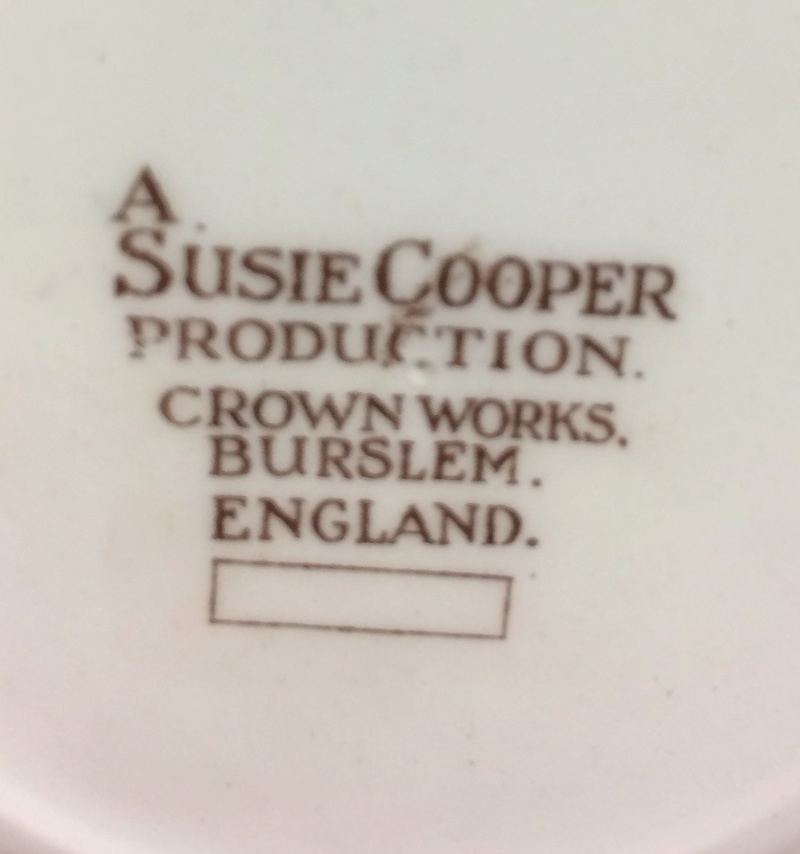 A
SUSIE COOPER
PRODUCTION.
CROWN WORKS.
BURSLEM.
ENGLAND.